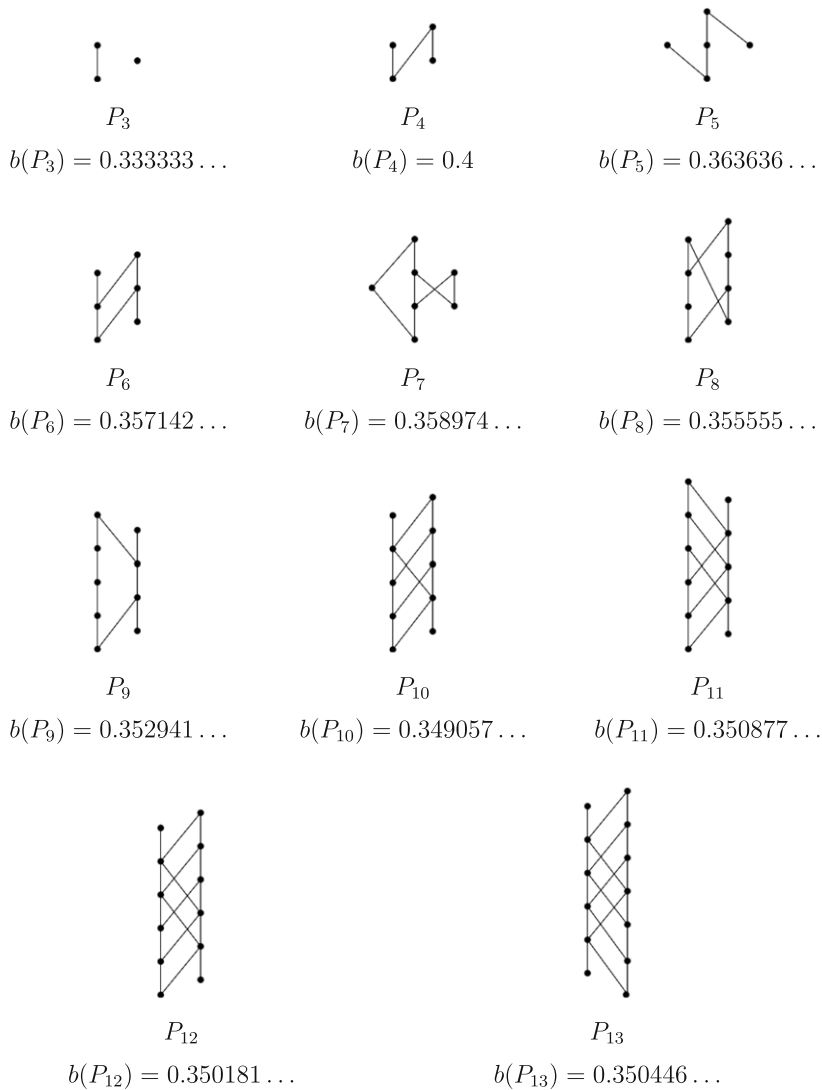 P₃ P₄ P₅
b(P₃) = 0.333333... b(P₄) = 0.4 b(P₅) = 0.363636...
P₆ P₇ P₈
b(P₆) = 0.357142... b(P₇) = 0.358974... b(P₈) = 0.355555...
P₉ P₁₀ P₁₁
b(P₉) = 0.352941... b(P₁₀) = 0.349057... b(P₁₁) = 0.350877...
P₁₂ P₁₃
b(P₁₂) = 0.350181... b(P₁₃) = 0.350446...